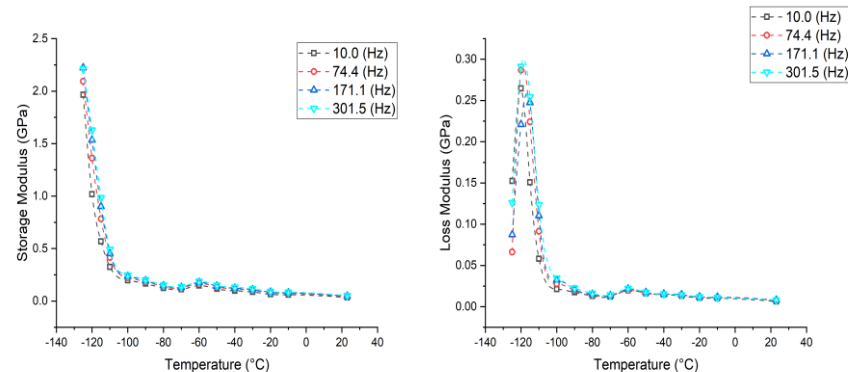 10.0 (Hz)
74.4 (Hz)
171.1 (Hz)
301.5 (Hz)
2.5
2.0
1.5
1.0
0.5
0.0
Storage Modulus (GPa)
-140 -120 -100 -80 -60 -40 -20 0 20 40
Temperature (°C)
10.0 (Hz)
74.4 (Hz)
171.1 (Hz)
301.5 (Hz)
0.30
0.25
0.20
0.15
0.10
0.05
0.00
Loss Modulus (GPa)
-140 -120 -100 -80 -60 -40 -20 0 20 40
Temperature (°C)